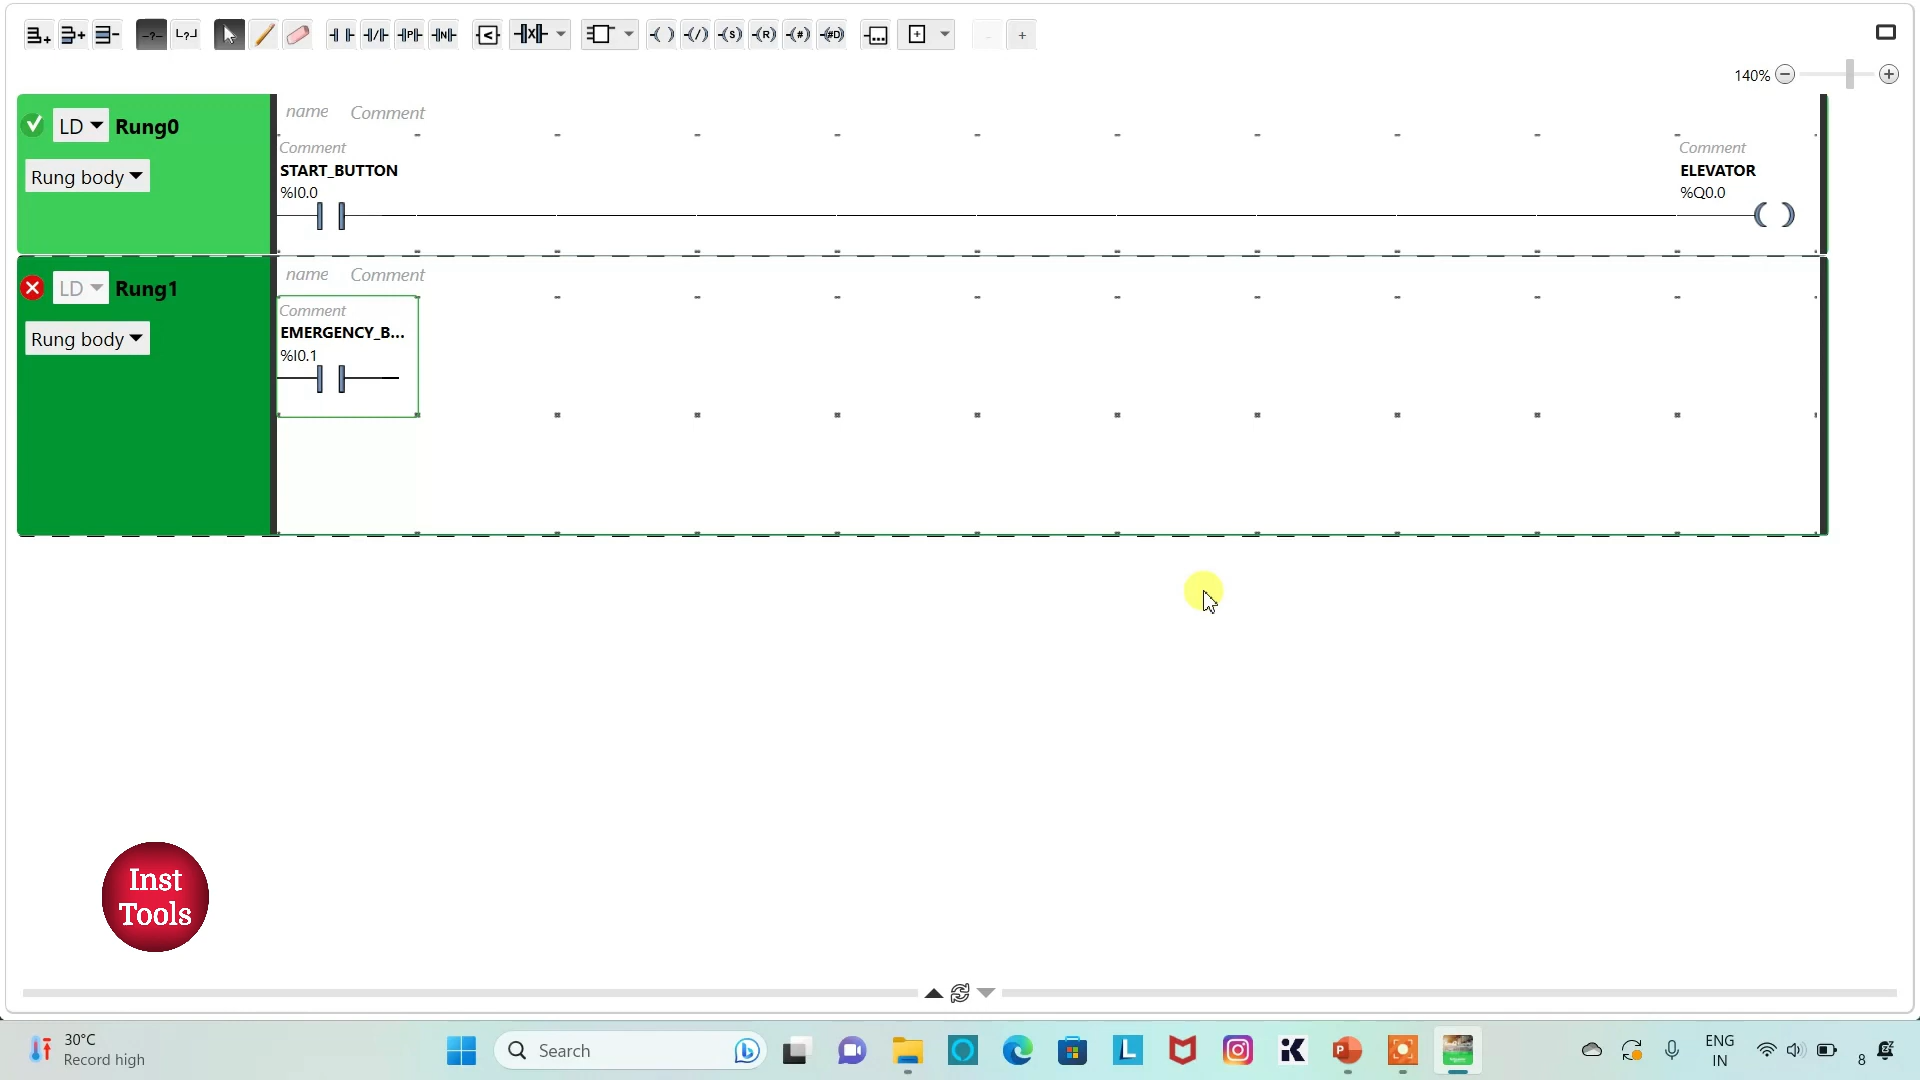 140%
LD Rung0
Rung body
name Comment
Comment
START_BUTTON
%I0.0
Comment
ELEVATOR
%Q0.0
LD Rung1
Rung body
name Comment
Comment
EMERGENCY_B...
%I0.1
Inst
Tools
30°C
Record high
Search
ENG
IN
8